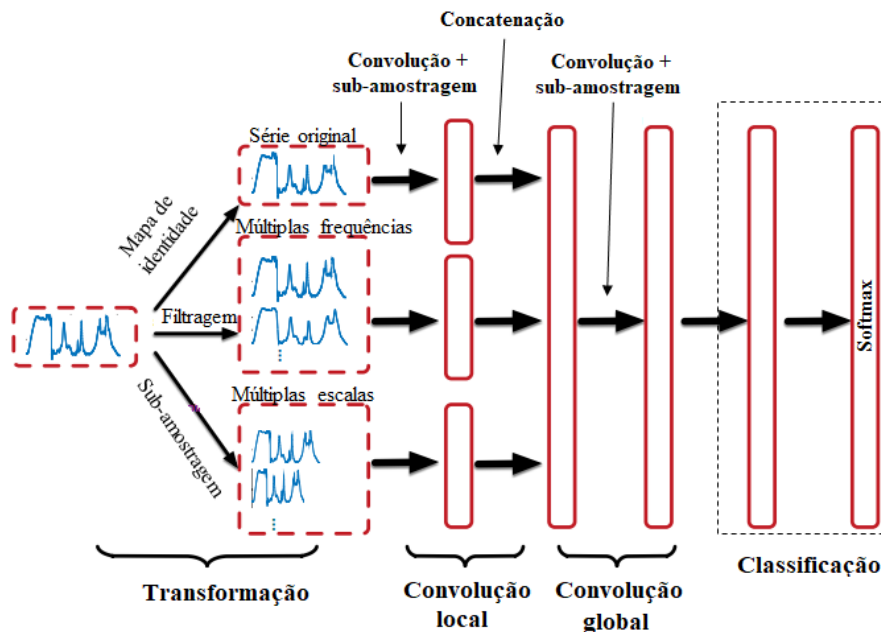 Concatenação
Convolução +
sub-amostragem
Convolução +
sub-amostragem
Série original
Mapa de
identidade
Múltiplas frequências
Filtragem
Softmax
Múltiplas escalas
Sub-amostragem
Transformação
Convolução
local
Convolução
global
Classificação